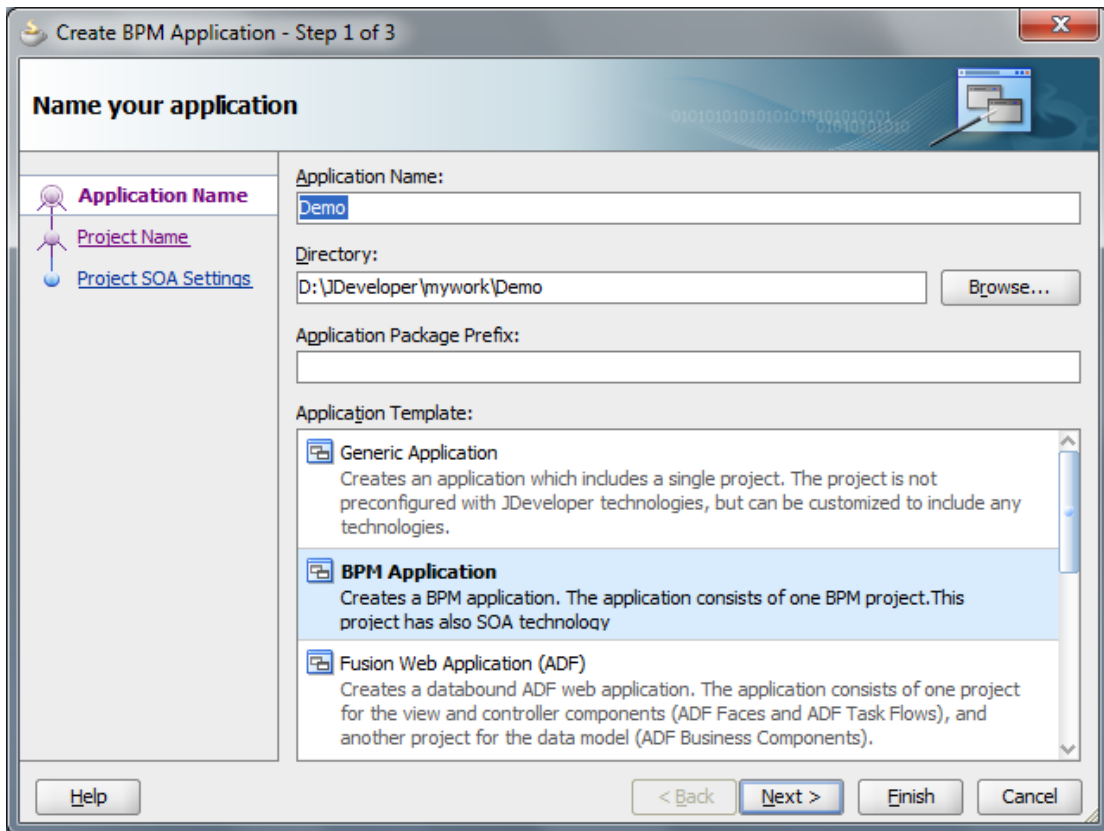 Create BPM Application - Step 1 of 3
Name your application
Application Name
Project Name
Project SOA Settings
Application Name:
Demo
Directory:
D:\JDeveloper\mywork\Demo
Browse...
Application Package Prefix:
Application Template:
Generic Application
Creates an application which includes a single project. The project is not
preconfigured with JDeveloper technologies, but can be customized to include any
technologies.
BPM Application
Creates a BPM application. The application consists of one BPM project.This
project has also SOA technology
Fusion Web Application (ADF)
Creates a databound ADF web application. The application consists of one project
for the view and controller components (ADF Faces and ADF Task Flows), and
another project for the data model (ADF Business Components).
Help
< Back
Next >
Finish
Cancel